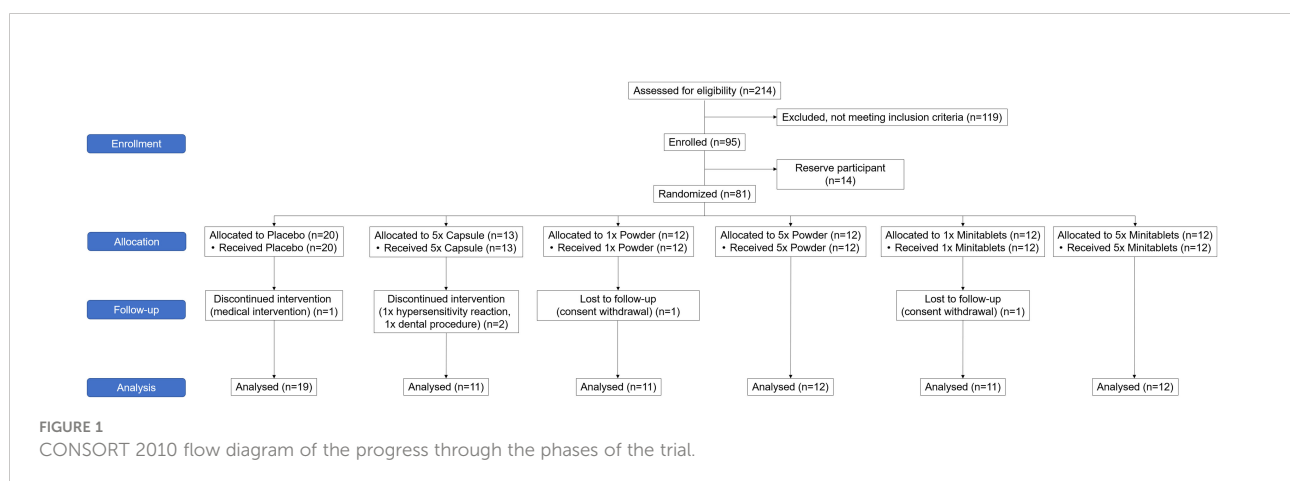 Assessed for eligibility (n=214)
Excluded, not meeting inclusion criteria (n=119)
Enrollment
Enrolled (n=95)
Reserve participant
(n=14)
Randomized (n=81)
Allocation
Allocated to Placebo (n=20)
• Received Placebo (n=20)
Allocated to 5x Capsule (n=13)
• Received 5x Capsule (n=13)
Allocated to 1x Powder (n=12)
• Received 1x Powder (n=12)
Allocated to 5x Powder (n=12)
• Received 5x Powder (n=12)
Allocated to 1x Minitablets (n=12)
• Received 1x Minitablets (n=12)
Allocated to 5x Minitablets (n=12)
• Received 5x Minitablets (n=12)
Follow-up
Discontinued intervention
(medical intervention) (n=1)
Discontinued intervention
(1x hypersensitivity reaction,
1x dental procedure) (n=2)
Lost to follow-up
(consent withdrawal) (n=1)
Lost to follow-up
(consent withdrawal) (n=1)
Analysis
Analysed (n=19)
Analysed (n=11)
Analysed (n=11)
Analysed (n=12)
Analysed (n=11)
Analysed (n=12)
FIGURE 1
CONSORT 2010 flow diagram of the progress through the phases of the trial.